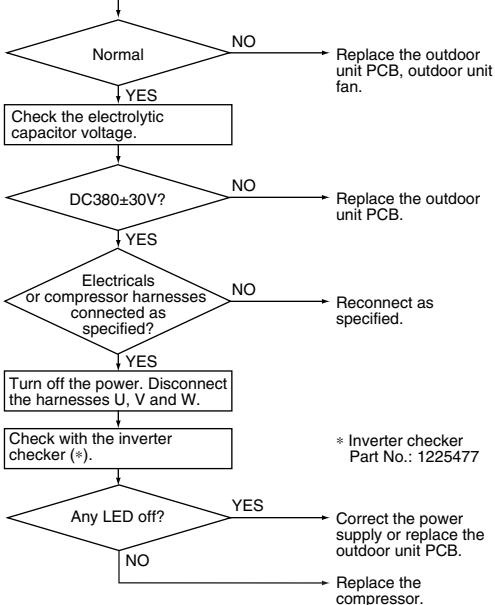 Normal
NO
Replace the outdoor
unit PCB, outdoor unit
fan.
YES
Check the electrolytic
capacitor voltage.
DC380±30V?
NO
Replace the outdoor
unit PCB.
YES
Electricals
or compressor harnesses
connected as
specified?
NO
Reconnect as
specified.
YES
Turn off the power. Disconnect
the harnesses U, V and W.
Check with the inverter
checker (*).
* Inverter checker
Part No.: 1225477
Any LED off?
YES
Correct the power
supply or replace the
outdoor unit PCB.
NO
Replace the
compressor.